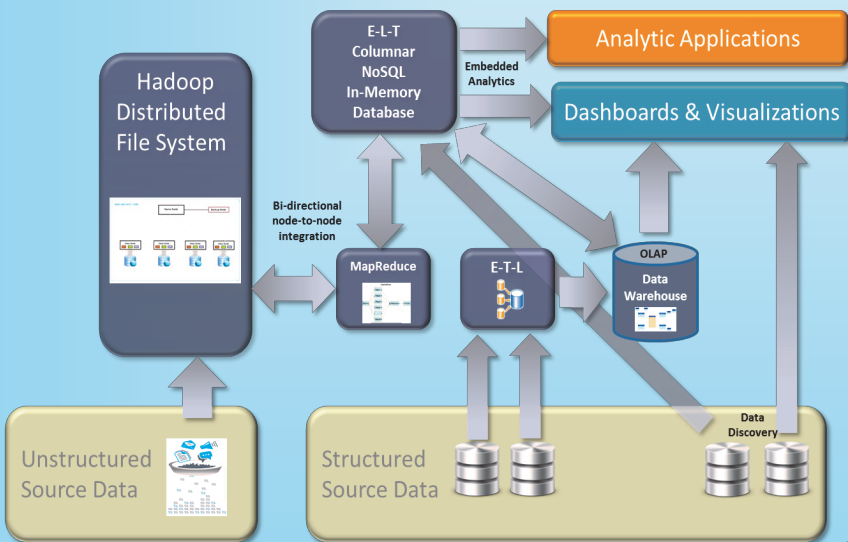 E-L-T
Columnar
NoSQL
In-Memory
Database
Analytic Applications
Embedded
Analytics
Dashboards & Visualizations
Hadoop
Distributed
File System
Bi-directional
node-to-node
integration
MapReduce
E-T-L
OLAP
Data
Warehouse
Data
Discovery
Unstructured
Source Data
Structured
Source Data